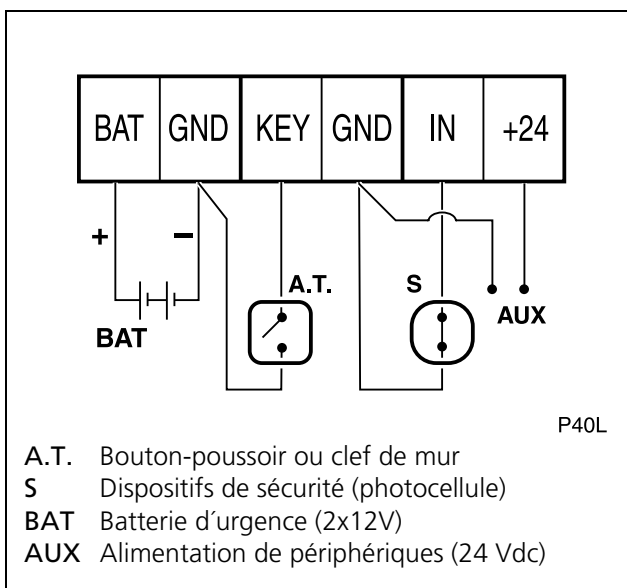 BAT GND KEY GND IN +24
+ −
A.T. S
BAT AUX
P40L
A.T. Bouton-poussoir ou clef de mur
S Dispositifs de sécurité (photocellule)
BAT Batterie d´urgence (2x12V)
AUX Alimentation de périphériques (24 Vdc)